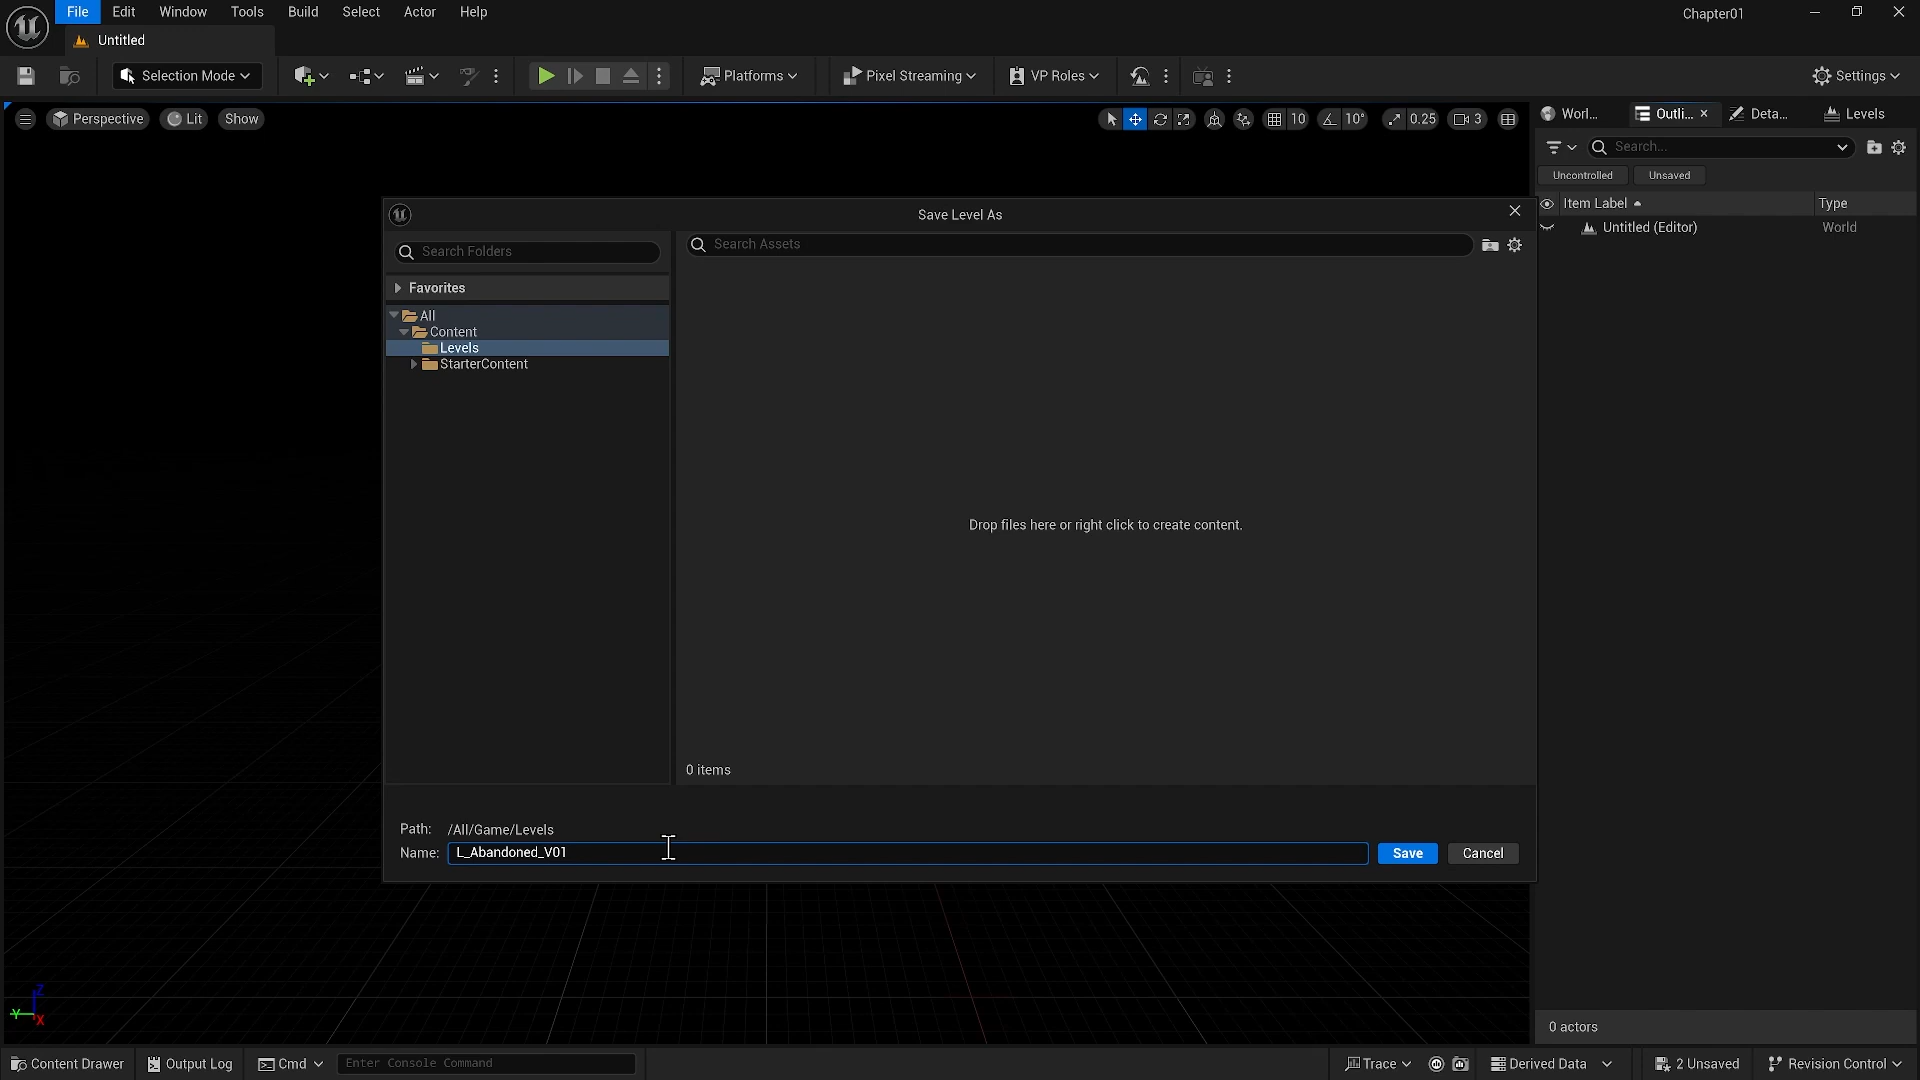 File Edit Window Tools Build Select Actor Help
Chapter01
Untitled
Selection Mode
Platforms
Pixel Streaming
VP Roles
Settings
Perspective
Lit
Show
10
10°
0.25
3
Worl...
Outli...
Deta...
Levels
Search...
Uncontrolled
Unsaved
Item Label
Type
Untitled (Editor)
World
Save Level As
Search Folders
Search Assets
Favorites
All
Content
Levels
StarterContent
Drop files here or right click to create content.
0 items
Path: /All/Game/Levels
Name: L_Abandoned_V01
Save
Cancel
Z
Y
X
0 actors
Content Drawer
Output Log
Cmd
Enter Console Command
Trace
Derived Data
2 Unsaved
Revision Control